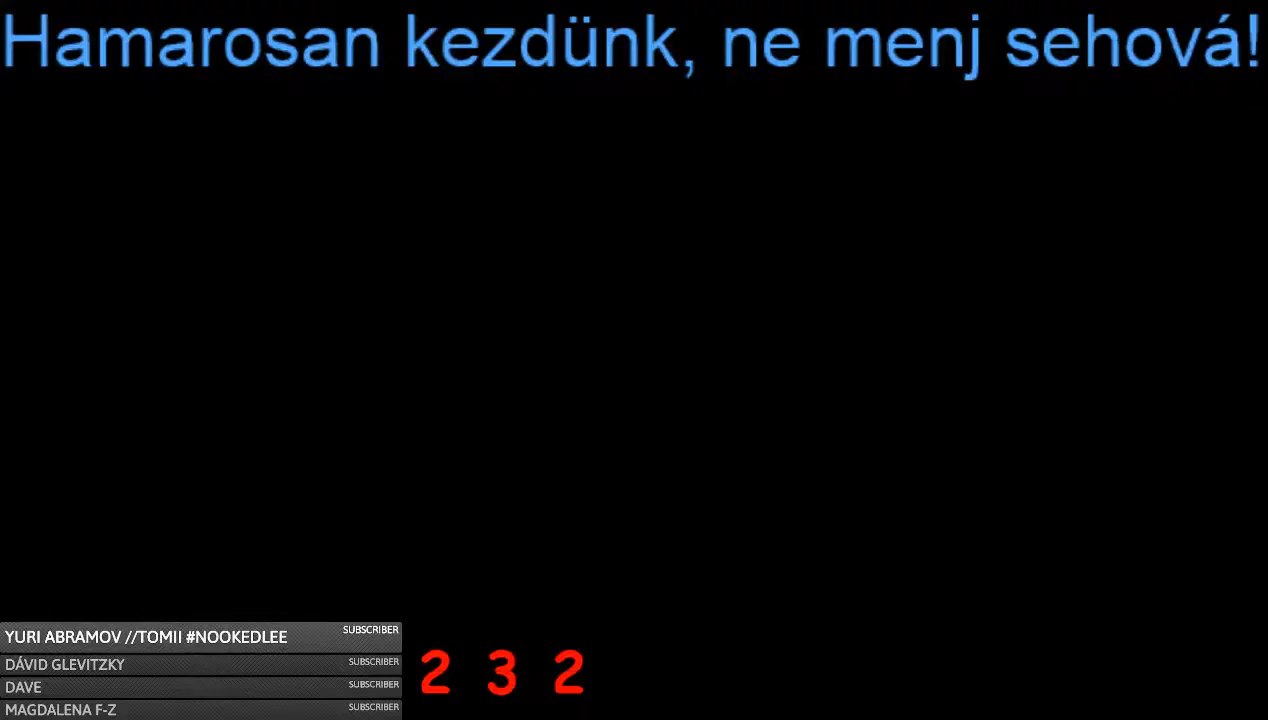 Hamarosan kezdünk, ne menj sehová!
YURI ABRAMOV //TOMII #NOOKEDLEE SUBSCRIBER
DÁVID GLEVITZKY SUBSCRIBER
DAVE SUBSCRIBER
MAGDALENA F-Z SUBSCRIBER
2 3 2